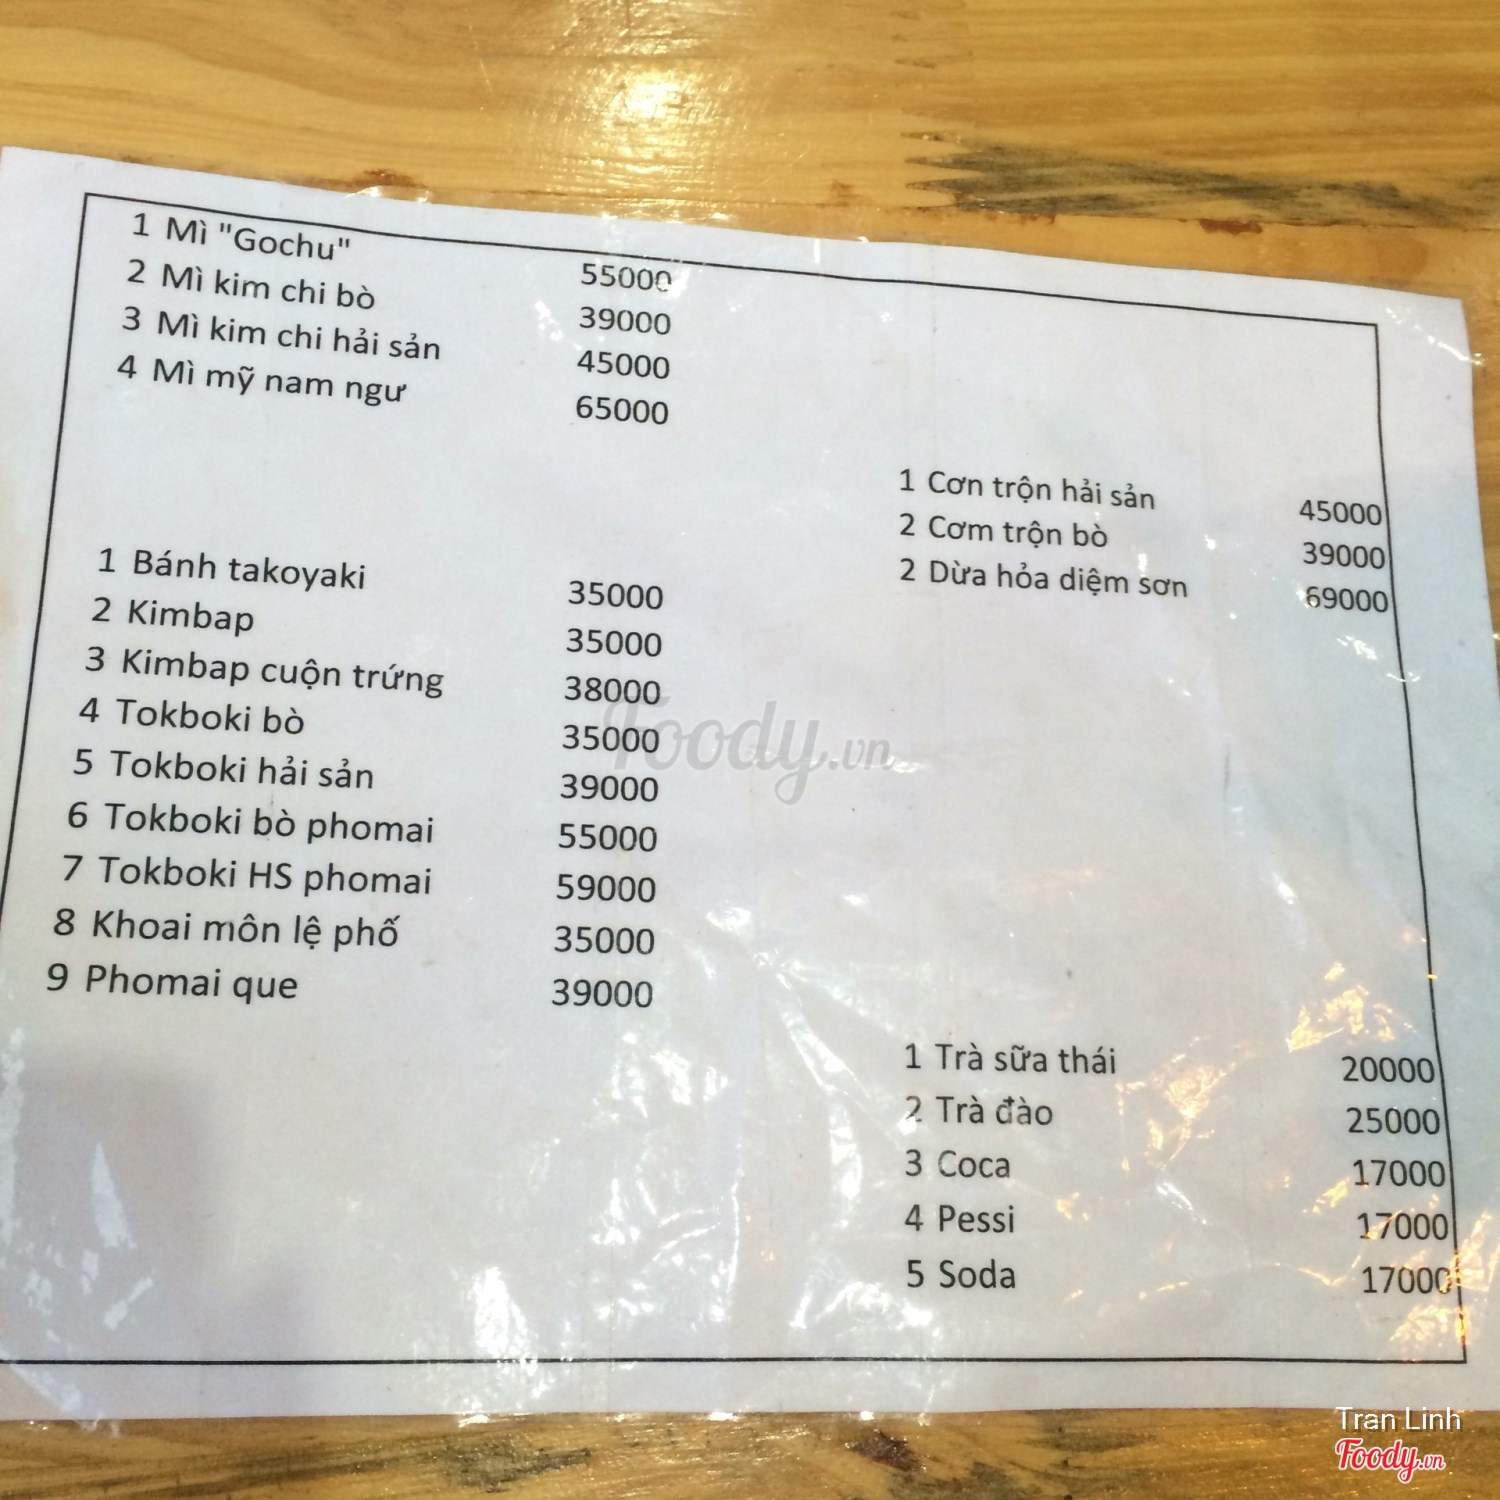 1 Mì "Gochu" 55000
2 Mì kim chi bò 39000
3 Mì kim chi hải sản 45000
4 Mì mỹ nam ngư 65000
1 Cơn trộn hải sản 45000
2 Cơm trộn bò 39000
2 Dừa hỏa diệm sơn 69000
1 Bánh takoyaki 35000
2 Kimbap 35000
3 Kimbap cuộn trứng 38000
4 Tokboki bò 35000
5 Tokboki hải sản 39000
6 Tokboki bò phomai 55000
7 Tokboki HS phomai 59000
8 Khoai môn lệ phố 35000
9 Phomai que 39000
Foody.vn
1 Trà sữa thái 20000
2 Trà đào 25000
3 Coca 17000
4 Pessi 17000
5 Soda 17000
Tran Linh
Foody.vn